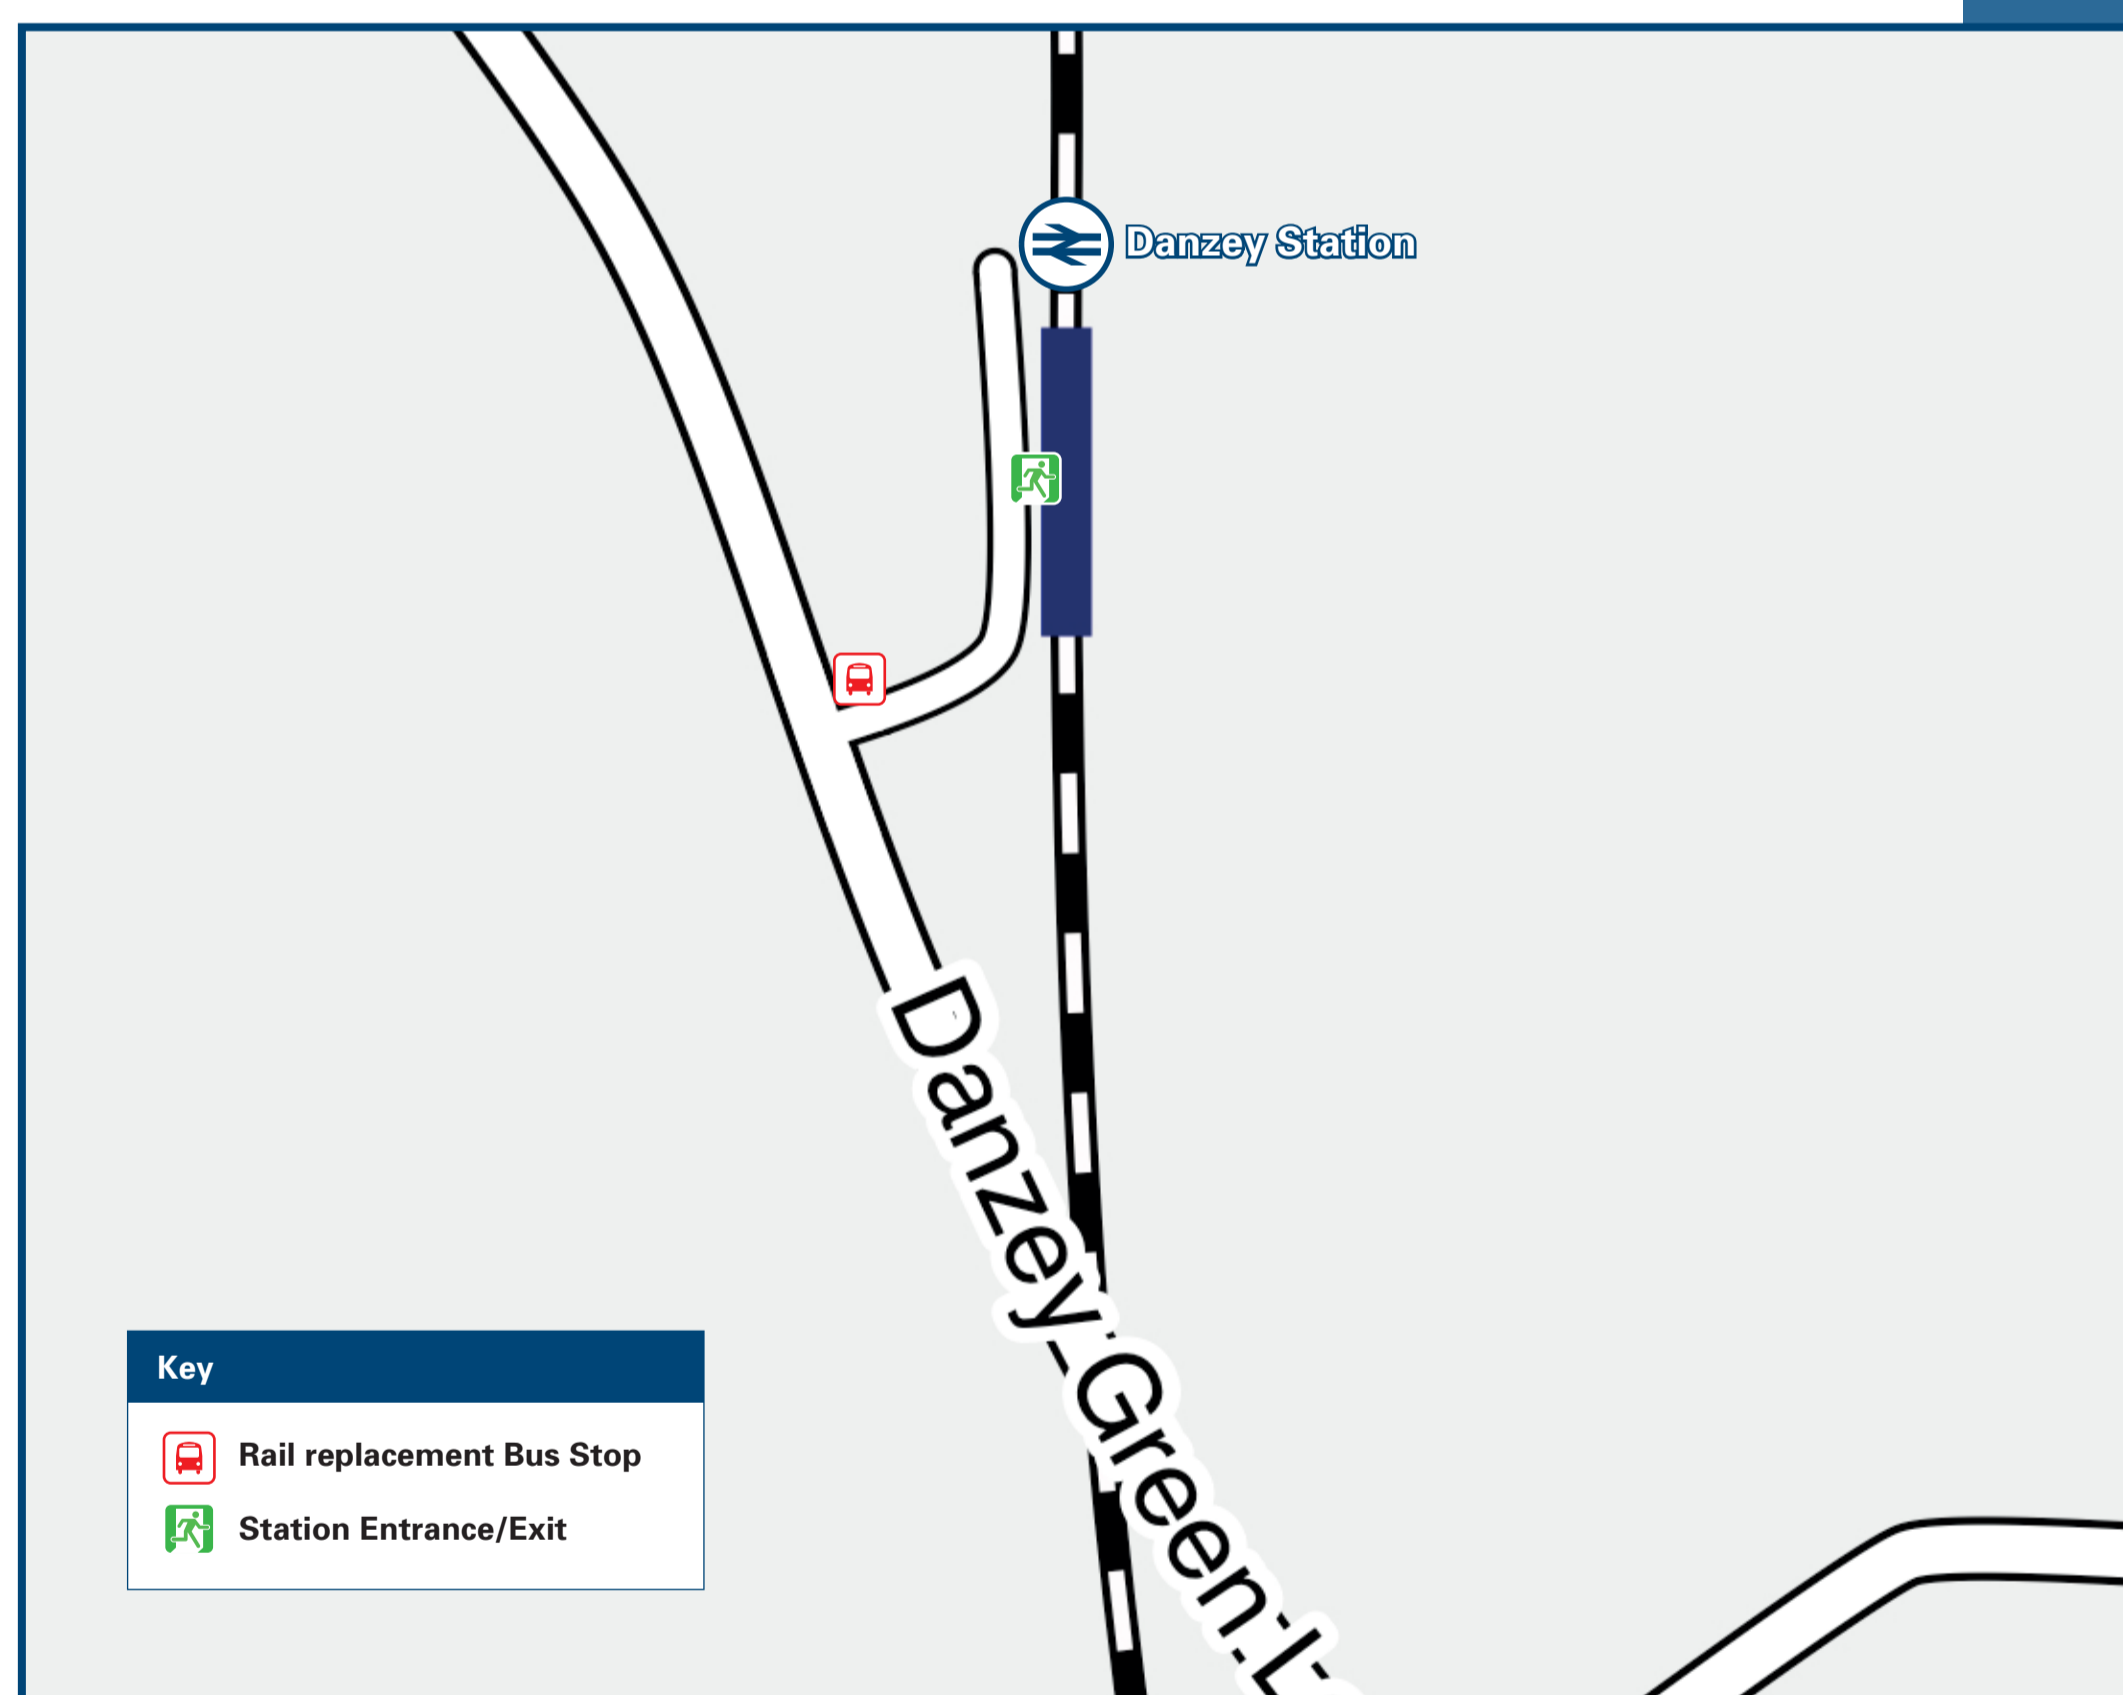 Danzey Station
Danzey Green L
Key
Rail replacement Bus Stop
Station Entrance/Exit